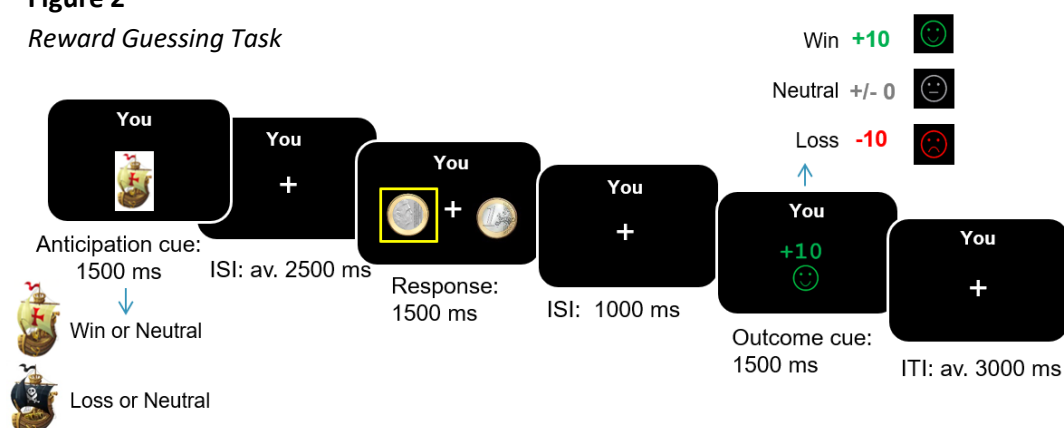 Figure 2
Reward Guessing Task
Win +10
Neutral +/- 0
Loss -10
You
You
+
You
+
You
+
You
+10
You
+
Anticipation cue:
1500 ms
ISI: av. 2500 ms
Response:
1500 ms
ISI: 1000 ms
Outcome cue:
1500 ms
ITI: av. 3000 ms
Win or Neutral
Loss or Neutral